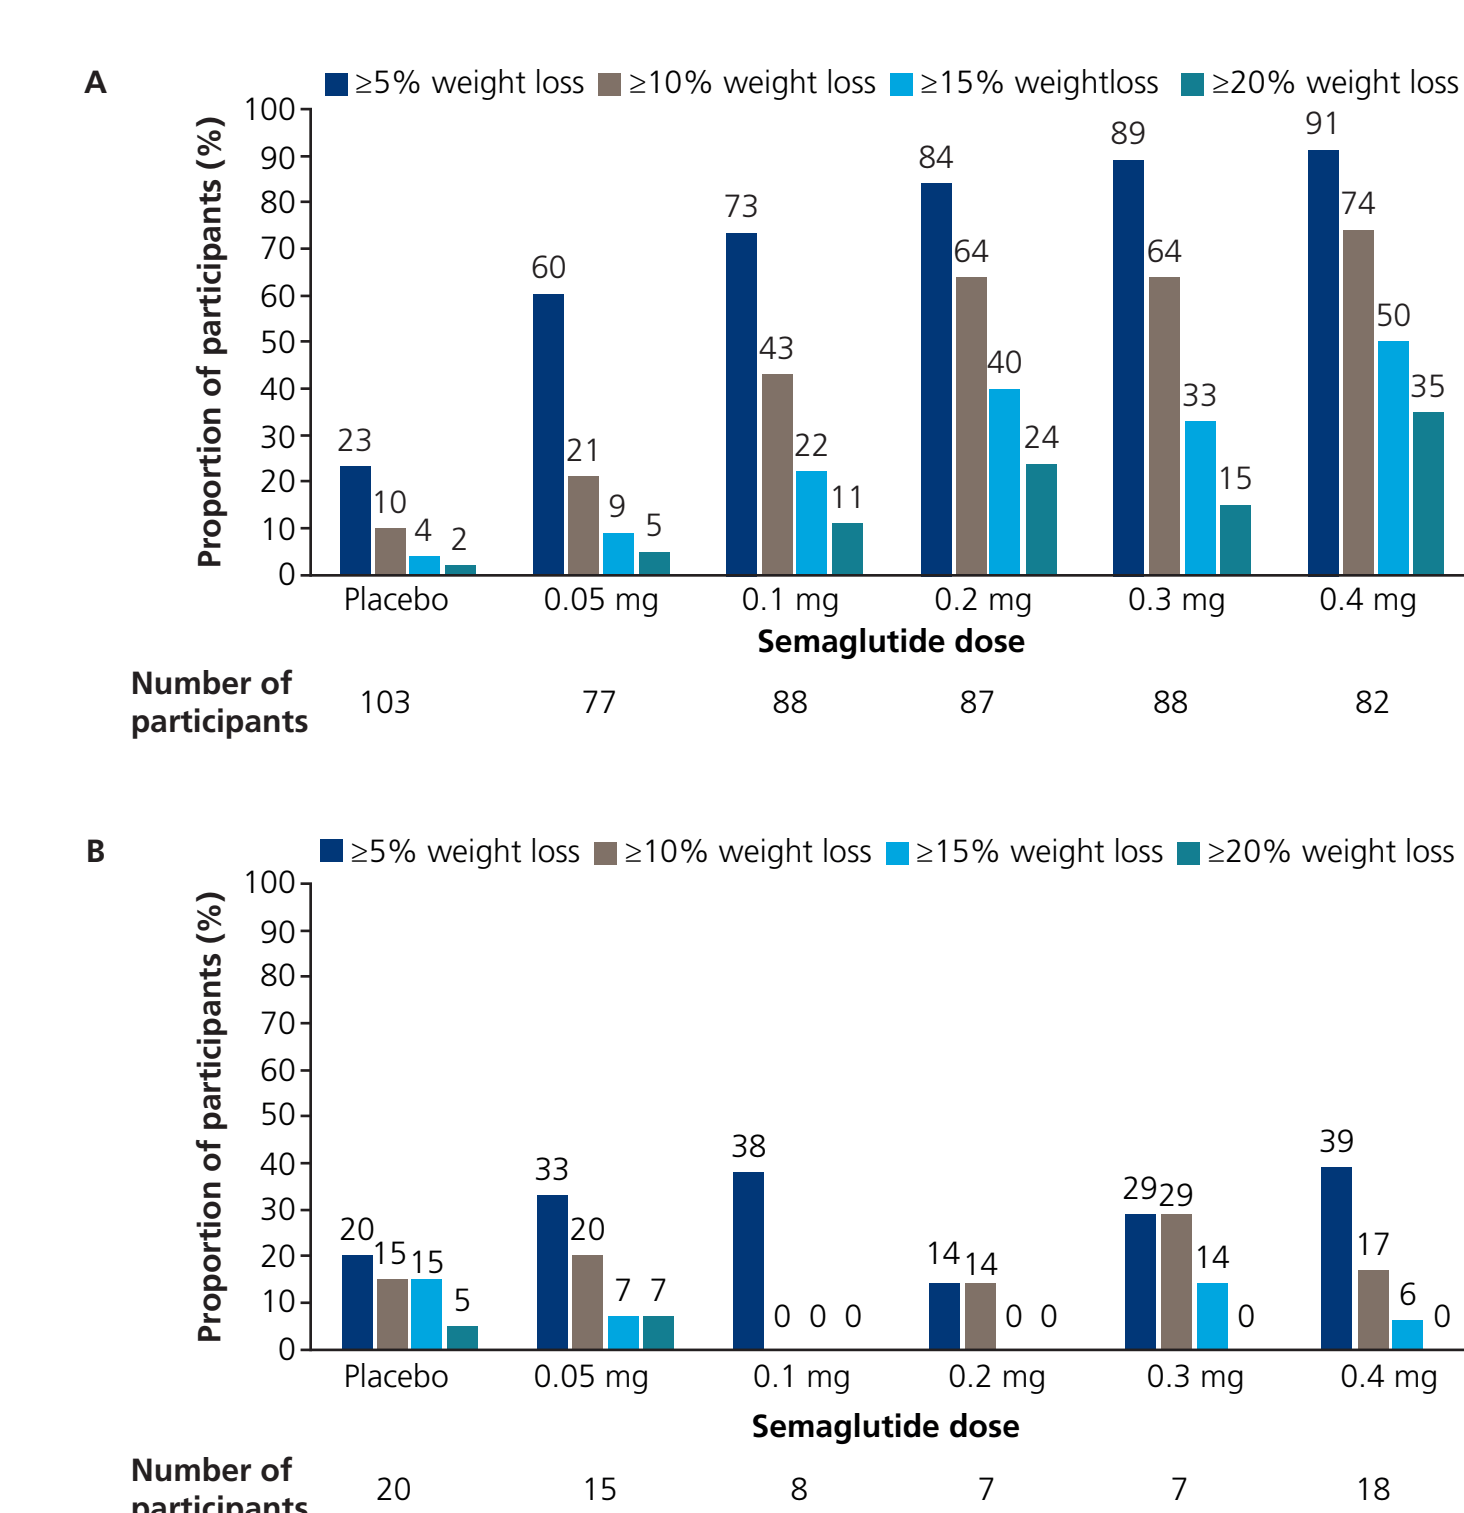 A
≥5% weight loss ≥10% weight loss ≥15% weightloss ≥20% weight loss
Proportion of participants (%)
100
90
80
70
60
50
40
30
20
10
0
23 10 4 2
60 21 9 5
73 43 22 11
84 64 40 24
89 64 33 15
91 74 50 35
Placebo 0.05 mg 0.1 mg 0.2 mg 0.3 mg 0.4 mg
Semaglutide dose
Number of
participants
103 77 88 87 88 82
B
≥5% weight loss ≥10% weight loss ≥15% weight loss ≥20% weight loss
Proportion of participants (%)
100
90
80
70
60
50
40
30
20
10
0
20 15 15 5
33 20 7 7
38 0 0 0
14 14 0 0
29 29 14 0
39 17 6 0
Placebo 0.05 mg 0.1 mg 0.2 mg 0.3 mg 0.4 mg
Semaglutide dose
Number of
participants
20 15 8 7 7 18